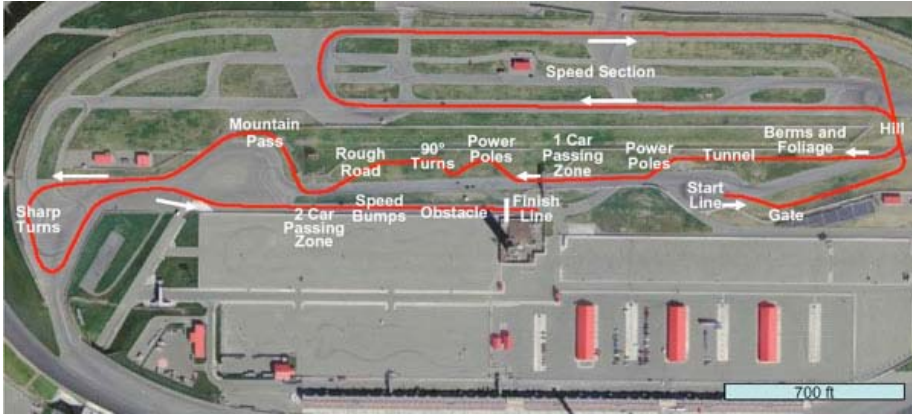 Speed Section
Mountain
Pass
Hill
Berms and
Foliage
Tunnel
Power
Poles
1 Car
Passing
Zone
Power
Poles
90º
Turns
Rough
Road
Start
Line
Gate
Sharp
Turns
2 Car
Passing
Zone
Speed
Bumps
Obstacle
Finish
Line
700 ft